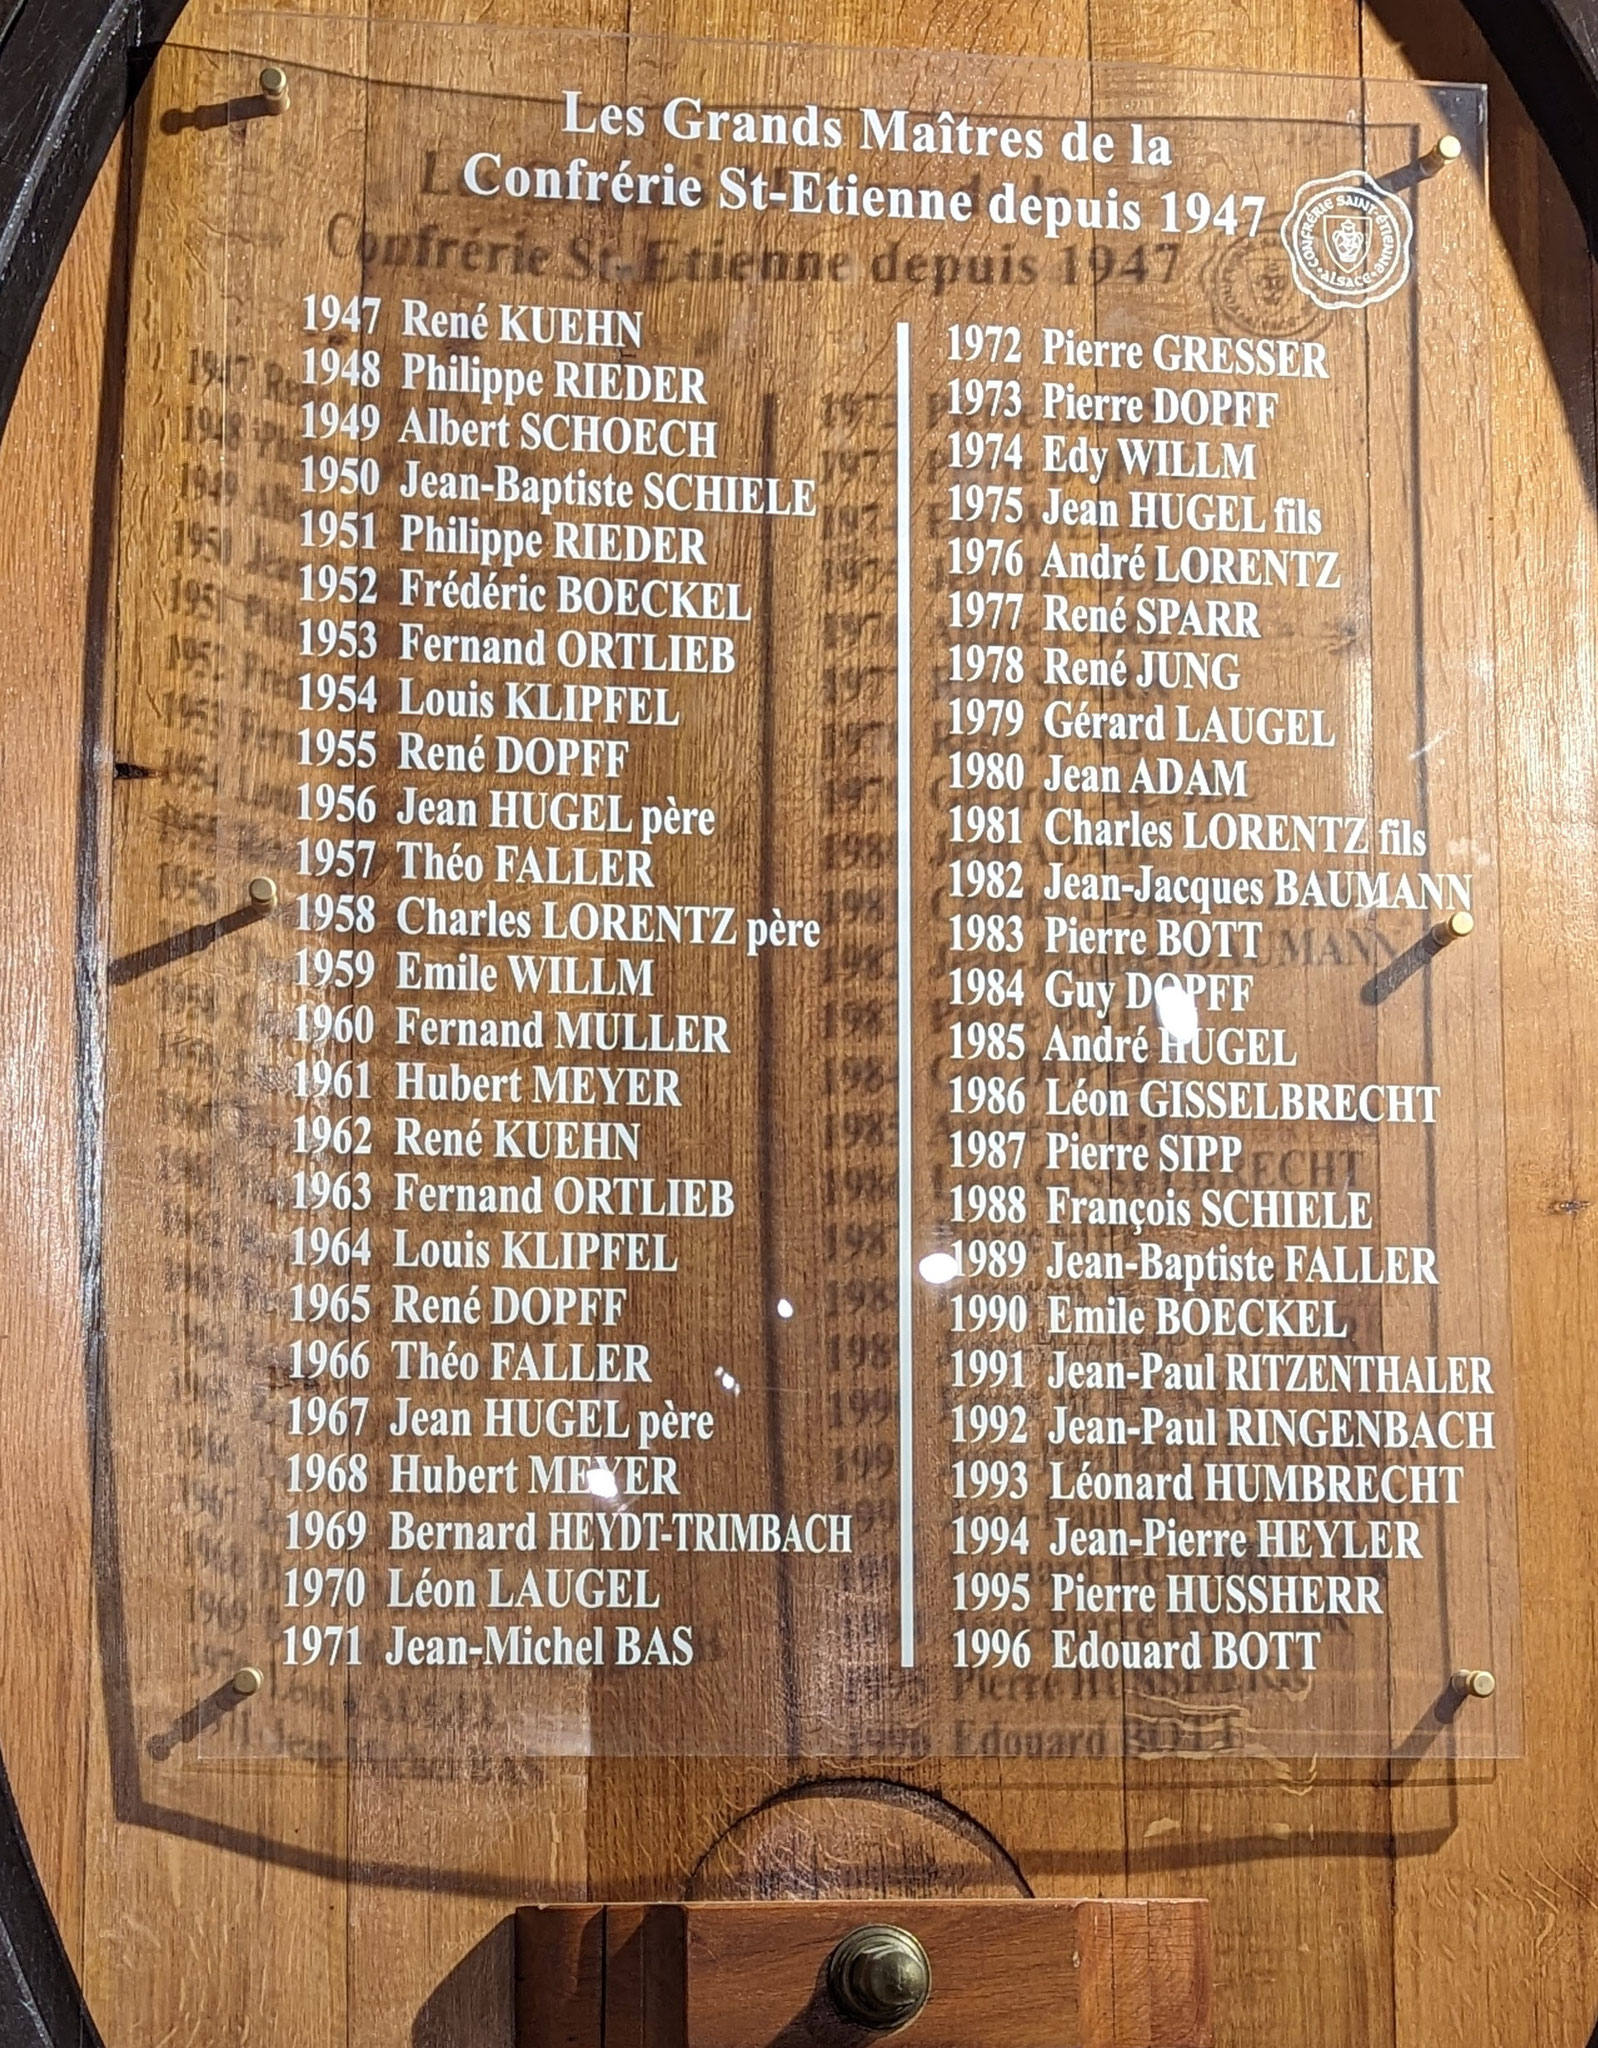 Les Grands Maîtres de la
Confrérie St-Etienne depuis 1947
CONFRÉRIE SAINT-ÉTIENNE • ALSACE •
1947 René KUEHN
1948 Philippe RIEDER
1949 Albert SCHOECH
1950 Jean-Baptiste SCHIELE
1951 Philippe RIEDER
1952 Frédéric BOECKEL
1953 Fernand ORTLIEB
1954 Louis KLIPFEL
1955 René DOPFF
1956 Jean HUGEL père
1957 Théo FALLER
1958 Charles LORENTZ père
1959 Emile WILLM
1960 Fernand MULLER
1961 Hubert MEYER
1962 René KUEHN
1963 Fernand ORTLIEB
1964 Louis KLIPFEL
1965 René DOPFF
1966 Théo FALLER
1967 Jean HUGEL père
1968 Hubert MEYER
1969 Bernard HEYDT-TRIMBACH
1970 Léon LAUGEL
1971 Jean-Michel BAS
1972 Pierre GRESSER
1973 Pierre DOPFF
1974 Edy WILLM
1975 Jean HUGEL fils
1976 André LORENTZ
1977 René SPARR
1978 René JUNG
1979 Gérard LAUGEL
1980 Jean ADAM
1981 Charles LORENTZ fils
1982 Jean-Jacques BAUMANN
1983 Pierre BOTT
1984 Guy DOPFF
1985 André HUGEL
1986 Léon GISSELBRECHT
1987 Pierre SIPP
1988 François SCHIELE
1989 Jean-Baptiste FALLER
1990 Emile BOECKEL
1991 Jean-Paul RITZENTHALER
1992 Jean-Paul RINGENBACH
1993 Léonard HUMBRECHT
1994 Jean-Pierre HEYLER
1995 Pierre HUSSHERR
1996 Edouard BOTT